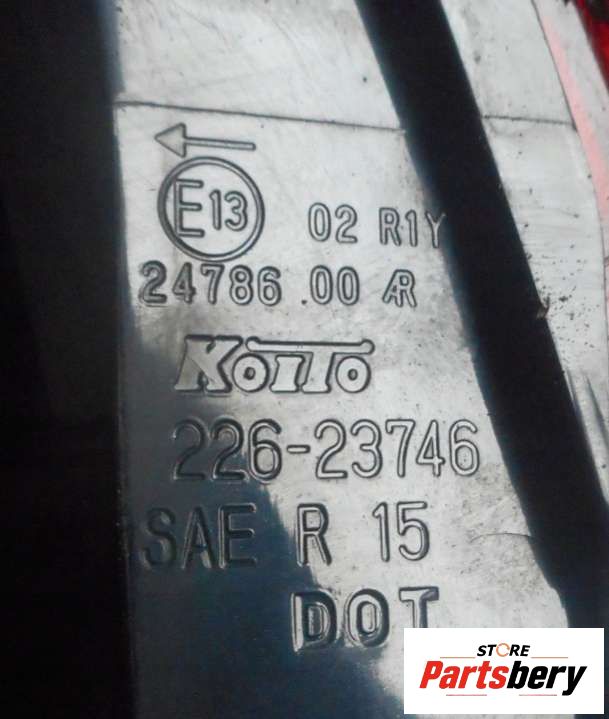 E13
02 R1Y
24786.00 AR
KOITO
226-23746
SAE R 15
DOT
STORE
Partsbery